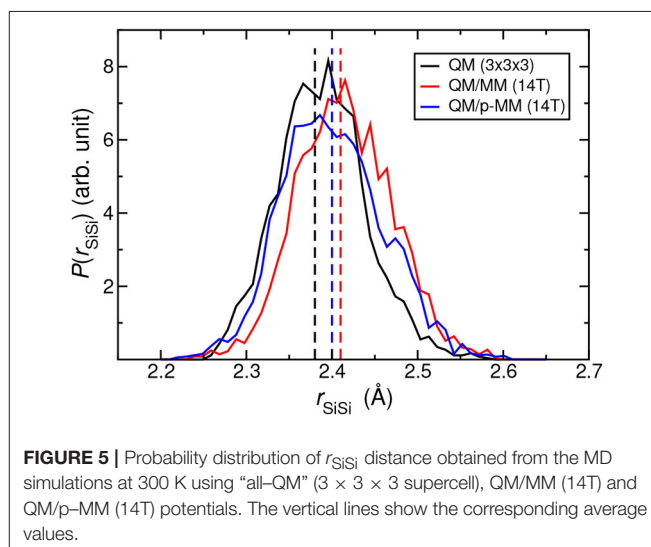 QM (3x3x3)
QM/MM (14T)
QM/p-MM (14T)
8
6
4
2
P(rSiSi) (arb. unit)
2.2 2.3 2.4 2.5 2.6 2.7
rSiSi (Å)
FIGURE 5 | Probability distribution of rSiSi distance obtained from the MD
simulations at 300 K using “all–QM” (3 × 3 × 3 supercell), QM/MM (14T) and
QM/p–MM (14T) potentials. The vertical lines show the corresponding average
values.